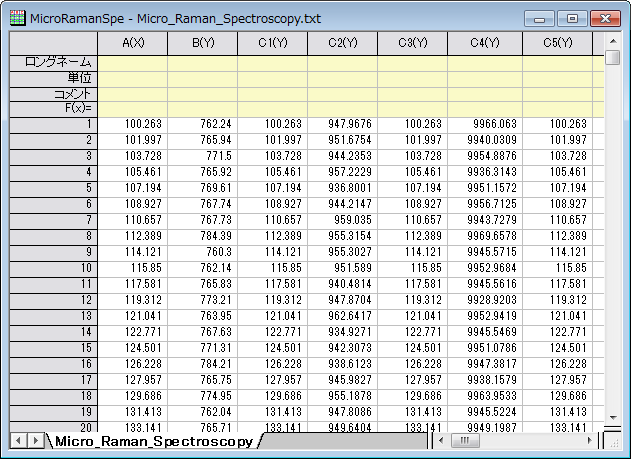 MicroRamanSpe - Micro_Raman_Spectroscopy.txt
A(X) B(Y) C1(Y) C2(Y) C3(Y) C4(Y) C5(Y)
ロングネーム
単位
コメント
F(x)=
1 100.263 762.24 100.263 947.9676 100.263 9966.063 100.263
2 101.997 765.94 101.997 951.6754 101.997 9940.0309 101.997
3 103.728 771.5 103.728 944.2353 103.728 9954.8876 103.728
4 105.461 765.92 105.461 957.2229 105.461 9936.3143 105.461
5 107.194 769.61 107.194 936.8001 107.194 9951.1572 107.194
6 108.927 767.74 108.927 944.2147 108.927 9956.7125 108.927
7 110.657 767.73 110.657 959.035 110.657 9943.7279 110.657
8 112.389 784.39 112.389 955.3154 112.389 9969.6578 112.389
9 114.121 760.3 114.121 955.3027 114.121 9945.5715 114.121
10 115.85 762.14 115.85 951.589 115.85 9952.9684 115.85
11 117.581 765.83 117.581 940.4814 117.581 9945.5616 117.581
12 119.312 773.21 119.312 947.8704 119.312 9928.9203 119.312
13 121.041 763.95 121.041 962.6417 121.041 9952.9419 121.041
14 122.771 767.63 122.771 934.9271 122.771 9945.5469 122.771
15 124.501 771.31 124.501 942.3073 124.501 9951.0786 124.501
16 126.228 784.21 126.228 938.6123 126.228 9947.3817 126.228
17 127.957 765.75 127.957 945.9827 127.957 9938.1579 127.957
18 129.686 774.95 129.686 955.1878 129.686 9963.9533 129.686
19 131.413 762.04 131.413 947.8086 131.413 9945.5224 131.413
20 133.141 765.71 133.141 949.6404 133.141 9949.1987 133.141
Micro_Raman_Spectroscopy